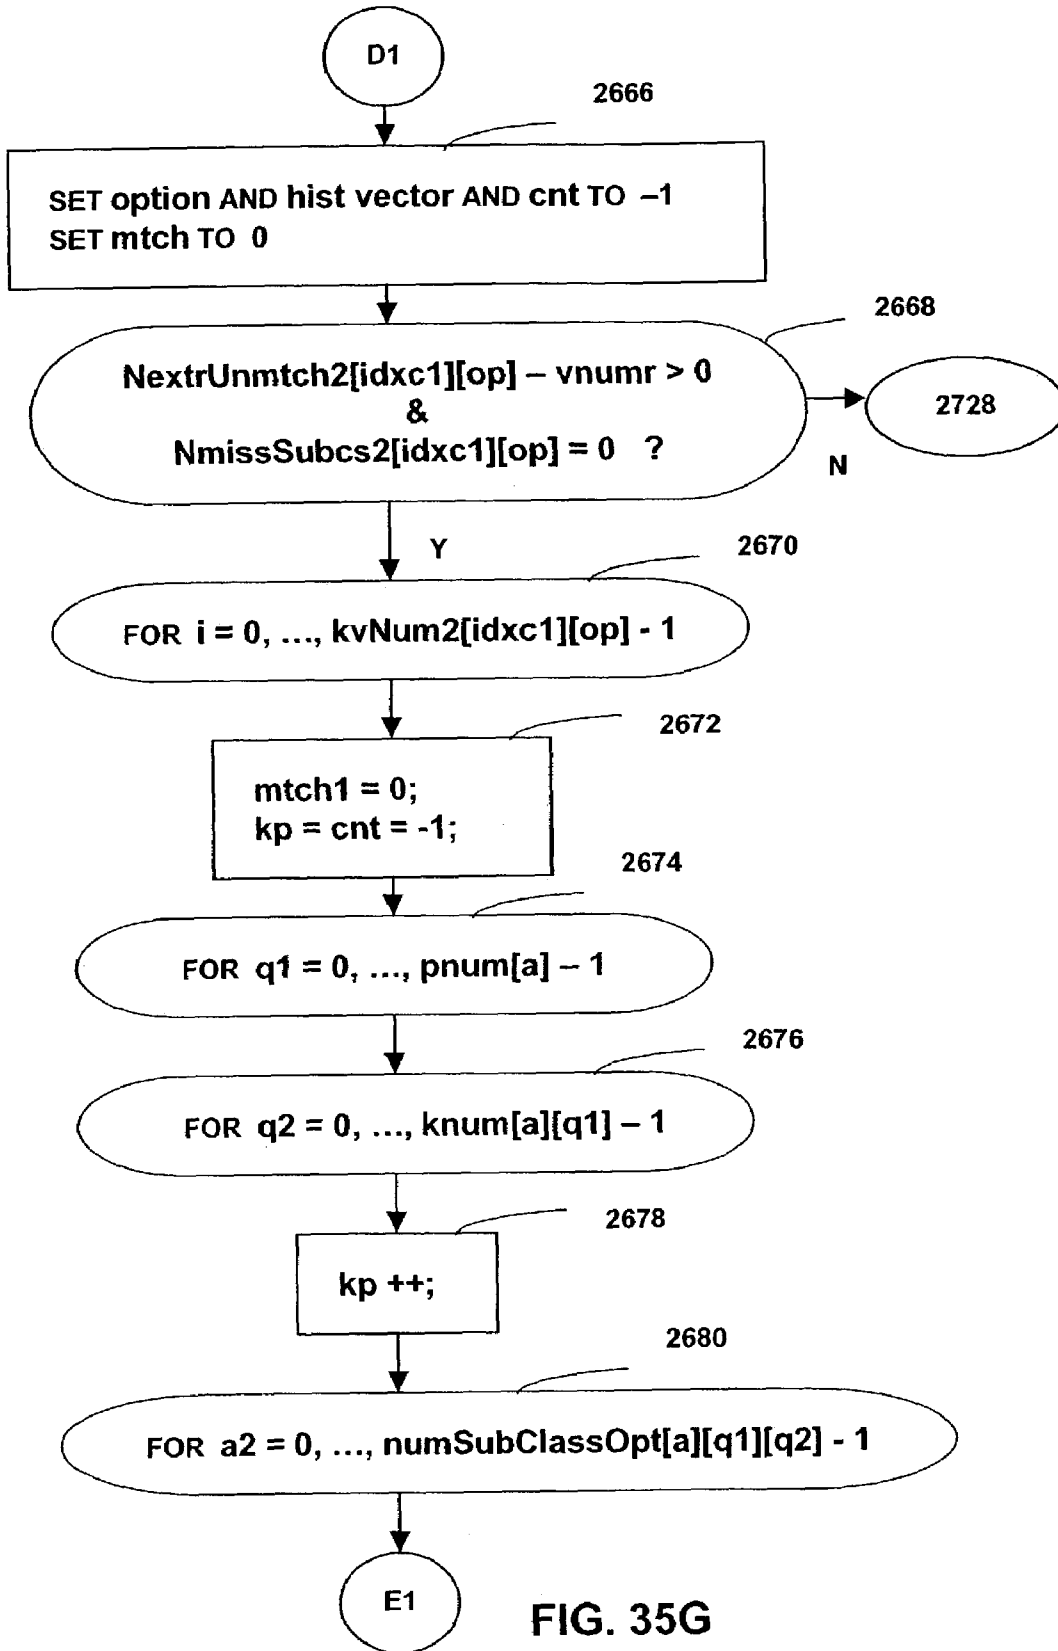 D1
2666
SET option AND hist vector AND cnt TO –1
SET mtch TO 0
2668
NextrUnmtch2[idxc1][op] – vnumr > 0
&
NmissSubcs2[idxc1][op] = 0 ?
2728
N
Y
2670
FOR i = 0, ..., kvNum2[idxc1][op] - 1
2672
mtch1 = 0;
kp = cnt = -1;
2674
FOR q1 = 0, ..., pnum[a] – 1
2676
FOR q2 = 0, ..., knum[a][q1] – 1
2678
kp ++;
2680
FOR a2 = 0, ..., numSubClassOpt[a][q1][q2] - 1
E1
FIG. 35G